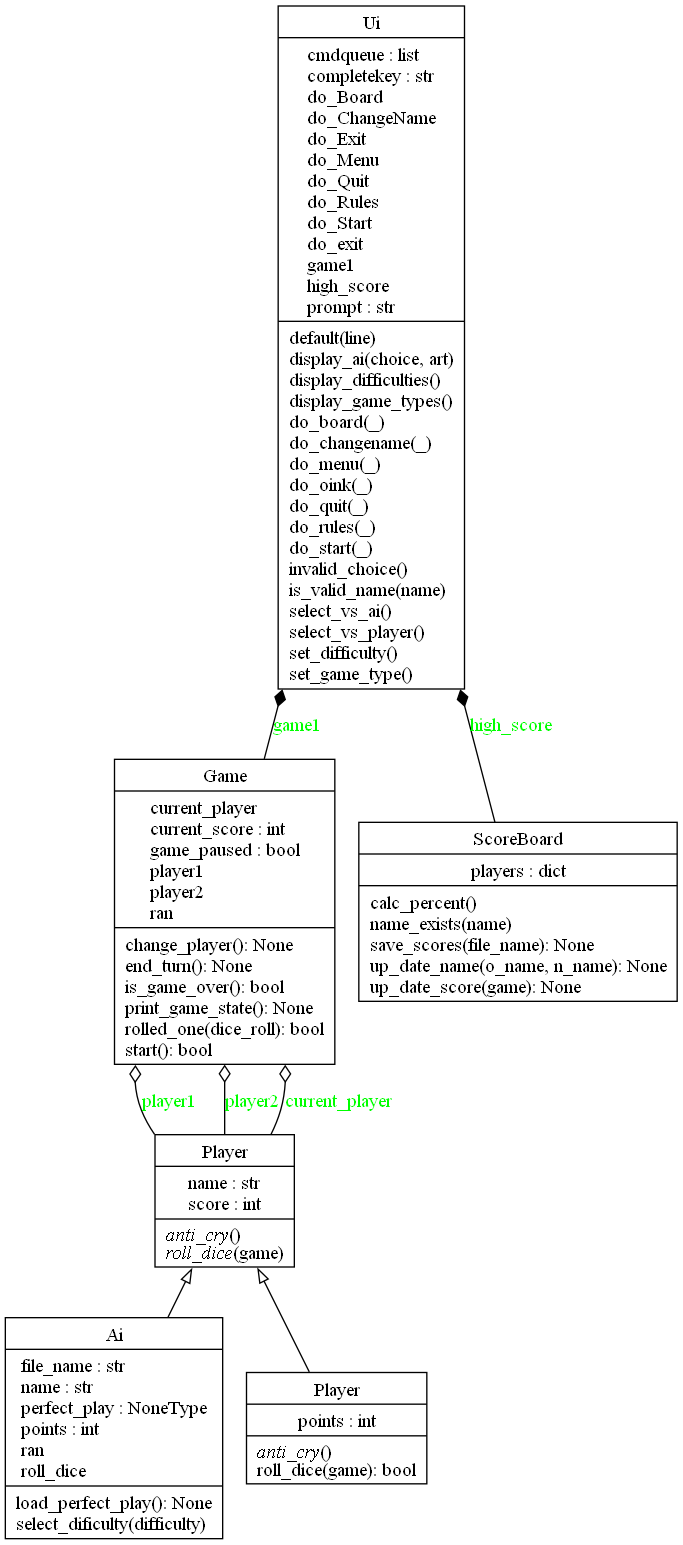 Ui
cmdqueue : list
completekey : str
do_Board
do_ChangeName
do_Exit
do_Menu
do_Quit
do_Rules
do_Start
do_exit
game1
high_score
prompt : str
default(line)
display_ai(choice, art)
display_difficulties()
display_game_types()
do_board(_)
do_changename(_)
do_menu(_)
do_oink(_)
do_quit(_)
do_rules(_)
do_start(_)
invalid_choice()
is_valid_name(name)
select_vs_ai()
select_vs_player()
set_difficulty()
set_game_type()
game1
high_score
Game
current_player
current_score : int
game_paused : bool
player1
player2
ran
change_player(): None
end_turn(): None
is_game_over(): bool
print_game_state(): None
rolled_one(dice_roll): bool
start(): bool
ScoreBoard
players : dict
calc_percent()
name_exists(name)
save_scores(file_name): None
up_date_name(o_name, n_name): None
up_date_score(game): None
player1
player2
current_player
Player
name : str
score : int
anti_cry()
roll_dice(game)
Ai
file_name : str
name : str
perfect_play : NoneType
points : int
ran
roll_dice
load_perfect_play(): None
select_dificulty(difficulty)
Player
points : int
anti_cry()
roll_dice(game): bool